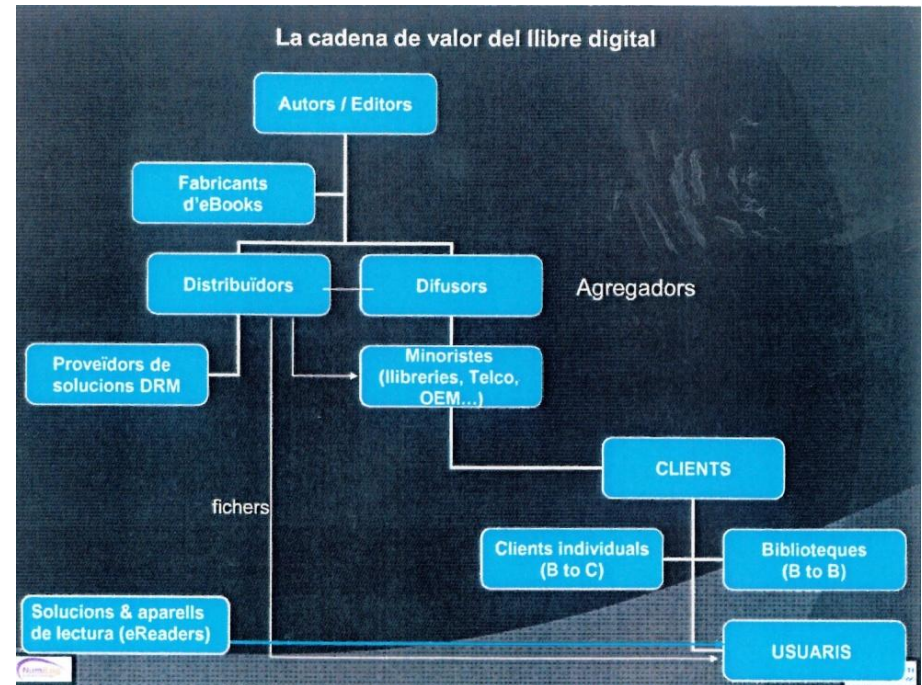 La cadena de valor del llibre digital
Autors / Editors
Fabricants
d'eBooks
Distribuïdors
Difusors
Agregadors
Proveïdors de
solucions DRM
Minoristes
(llibreries, Telco,
OEM...)
CLIENTS
fichers
Clients individuals
(B to C)
Biblioteques
(B to B)
Solucions & aparells
de lectura (eReaders)
USUARIS